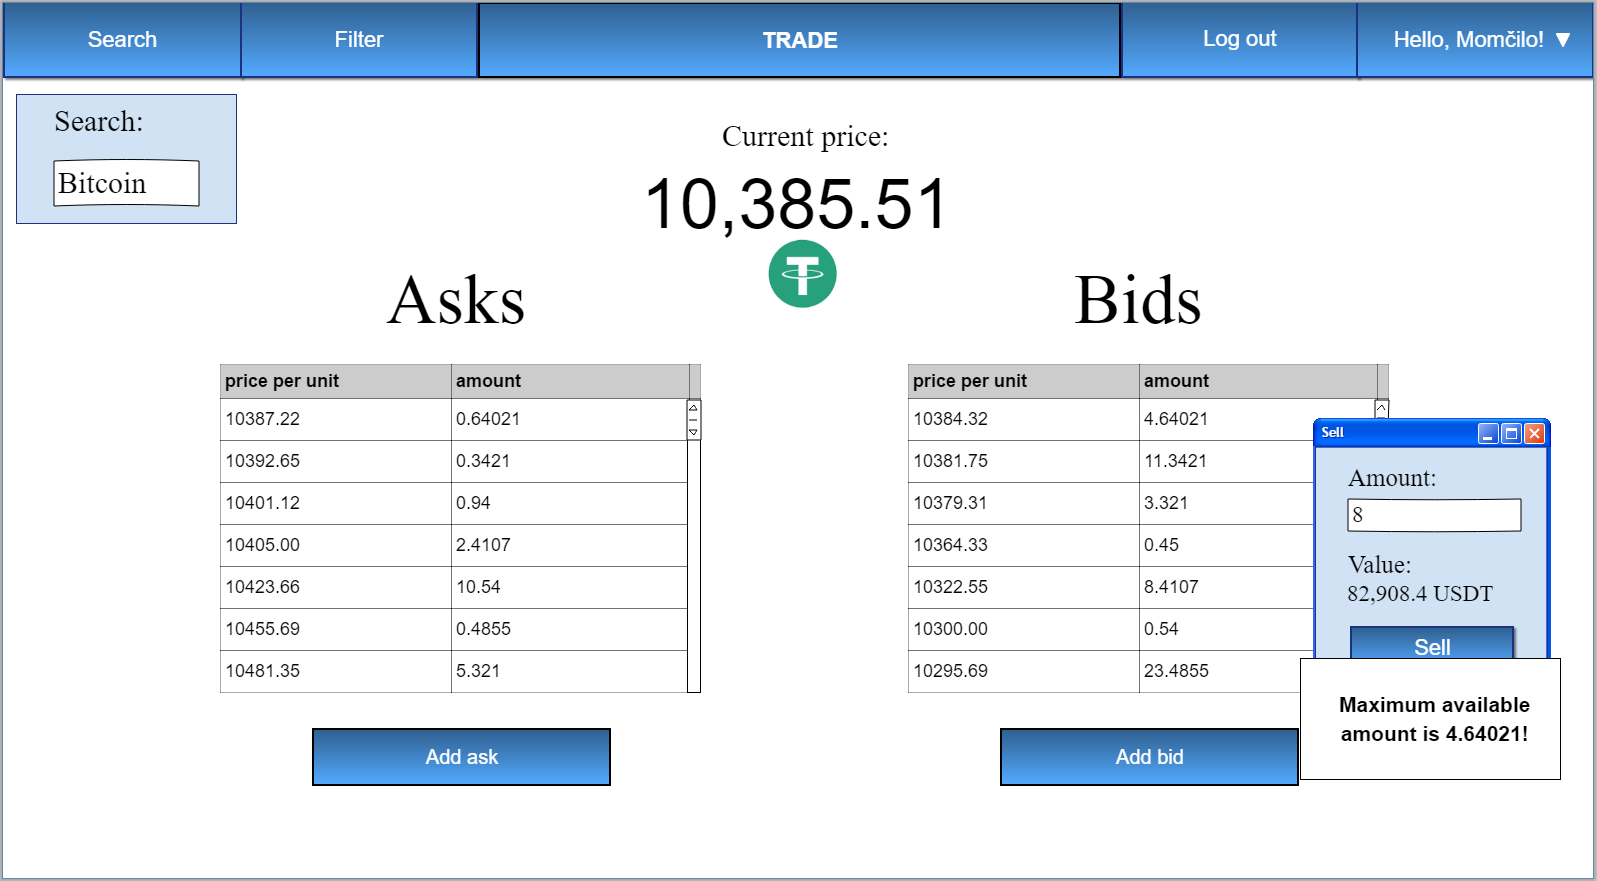 Search
Filter
TRADE
Log out
Hello, Momčilo! ▼
Search:
Bitcoin
Current price:
10,385.51
Asks
price per unit amount
10387.22 0.64021
10392.65 0.3421
10401.12 0.94
10405.00 2.4107
10423.66 10.54
10455.69 0.4855
10481.35 5.321
Add ask
Bids
price per unit amount
10384.32 4.64021
10381.75 11.3421
10379.31 3.321
10364.33 0.45
10322.55 8.4107
10300.00 0.54
10295.69 23.4855
Add bid
Sell
Amount:
8
Value:
82,908.4 USDT
Sell
Maximum available
amount is 4.64021!